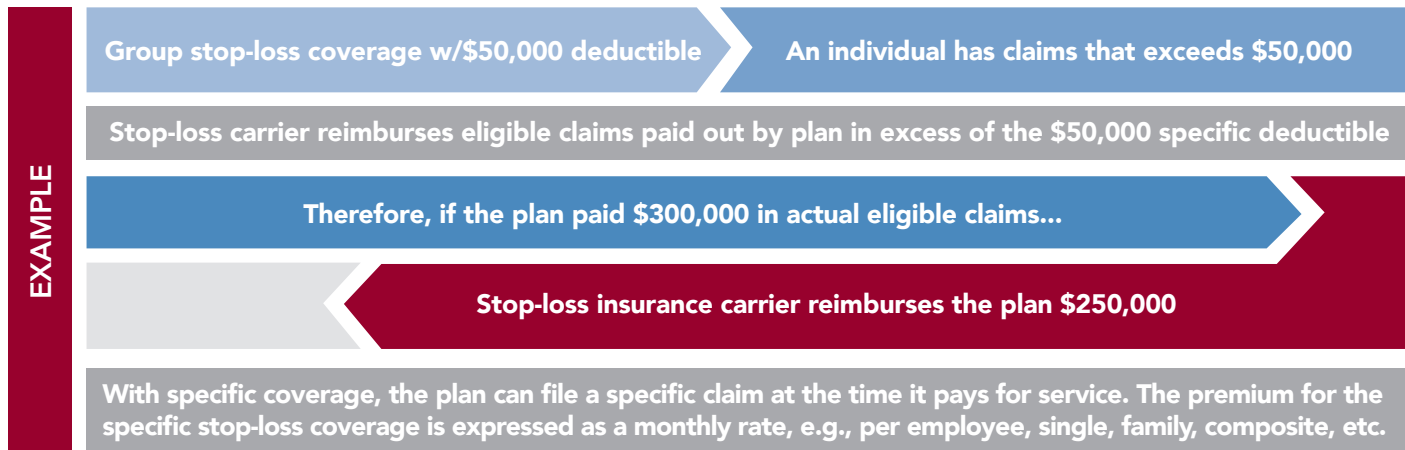 EXAMPLE
Group stop-loss coverage w/$50,000 deductible
An individual has claims that exceeds $50,000
Stop-loss carrier reimburses eligible claims paid out by plan in excess of the $50,000 specific deductible
Therefore, if the plan paid $300,000 in actual eligible claims...
Stop-loss insurance carrier reimburses the plan $250,000
With specific coverage, the plan can file a specific claim at the time it pays for service. The premium for the
specific stop-loss coverage is expressed as a monthly rate, e.g., per employee, single, family, composite, etc.